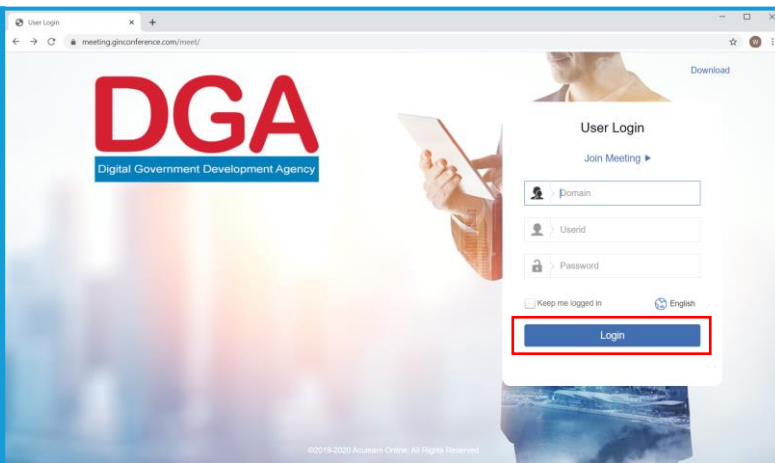 User Login
meeting.ginconference.com/meet/
W
Download
DGA
Digital Government Development Agency
User Login
Join Meeting
Domain
Userid
Password
Keep me logged in
English
Login
©2019-2020 Aculearn Online, All Rights Reserved.